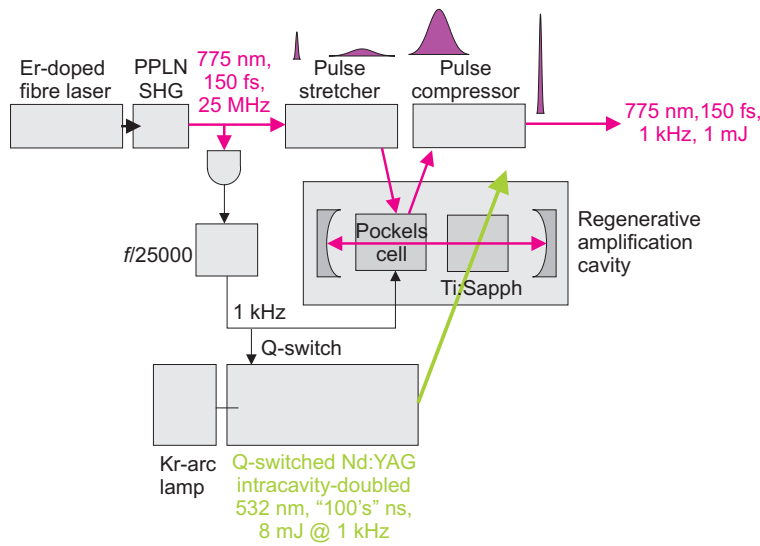 Er-doped
fibre laser
PPLN
SHG
775 nm,
150 fs,
25 MHz
Pulse
stretcher
Pulse
compressor
775 nm,150 fs,
1 kHz, 1 mJ
f/25000
Pockels
cell
Ti:Sapph
Regenerative
amplification
cavity
1 kHz
Q-switch
Kr-arc
lamp
Q-switched Nd:YAG
intracavity-doubled
532 nm, “100’s” ns,
8 mJ @ 1 kHz